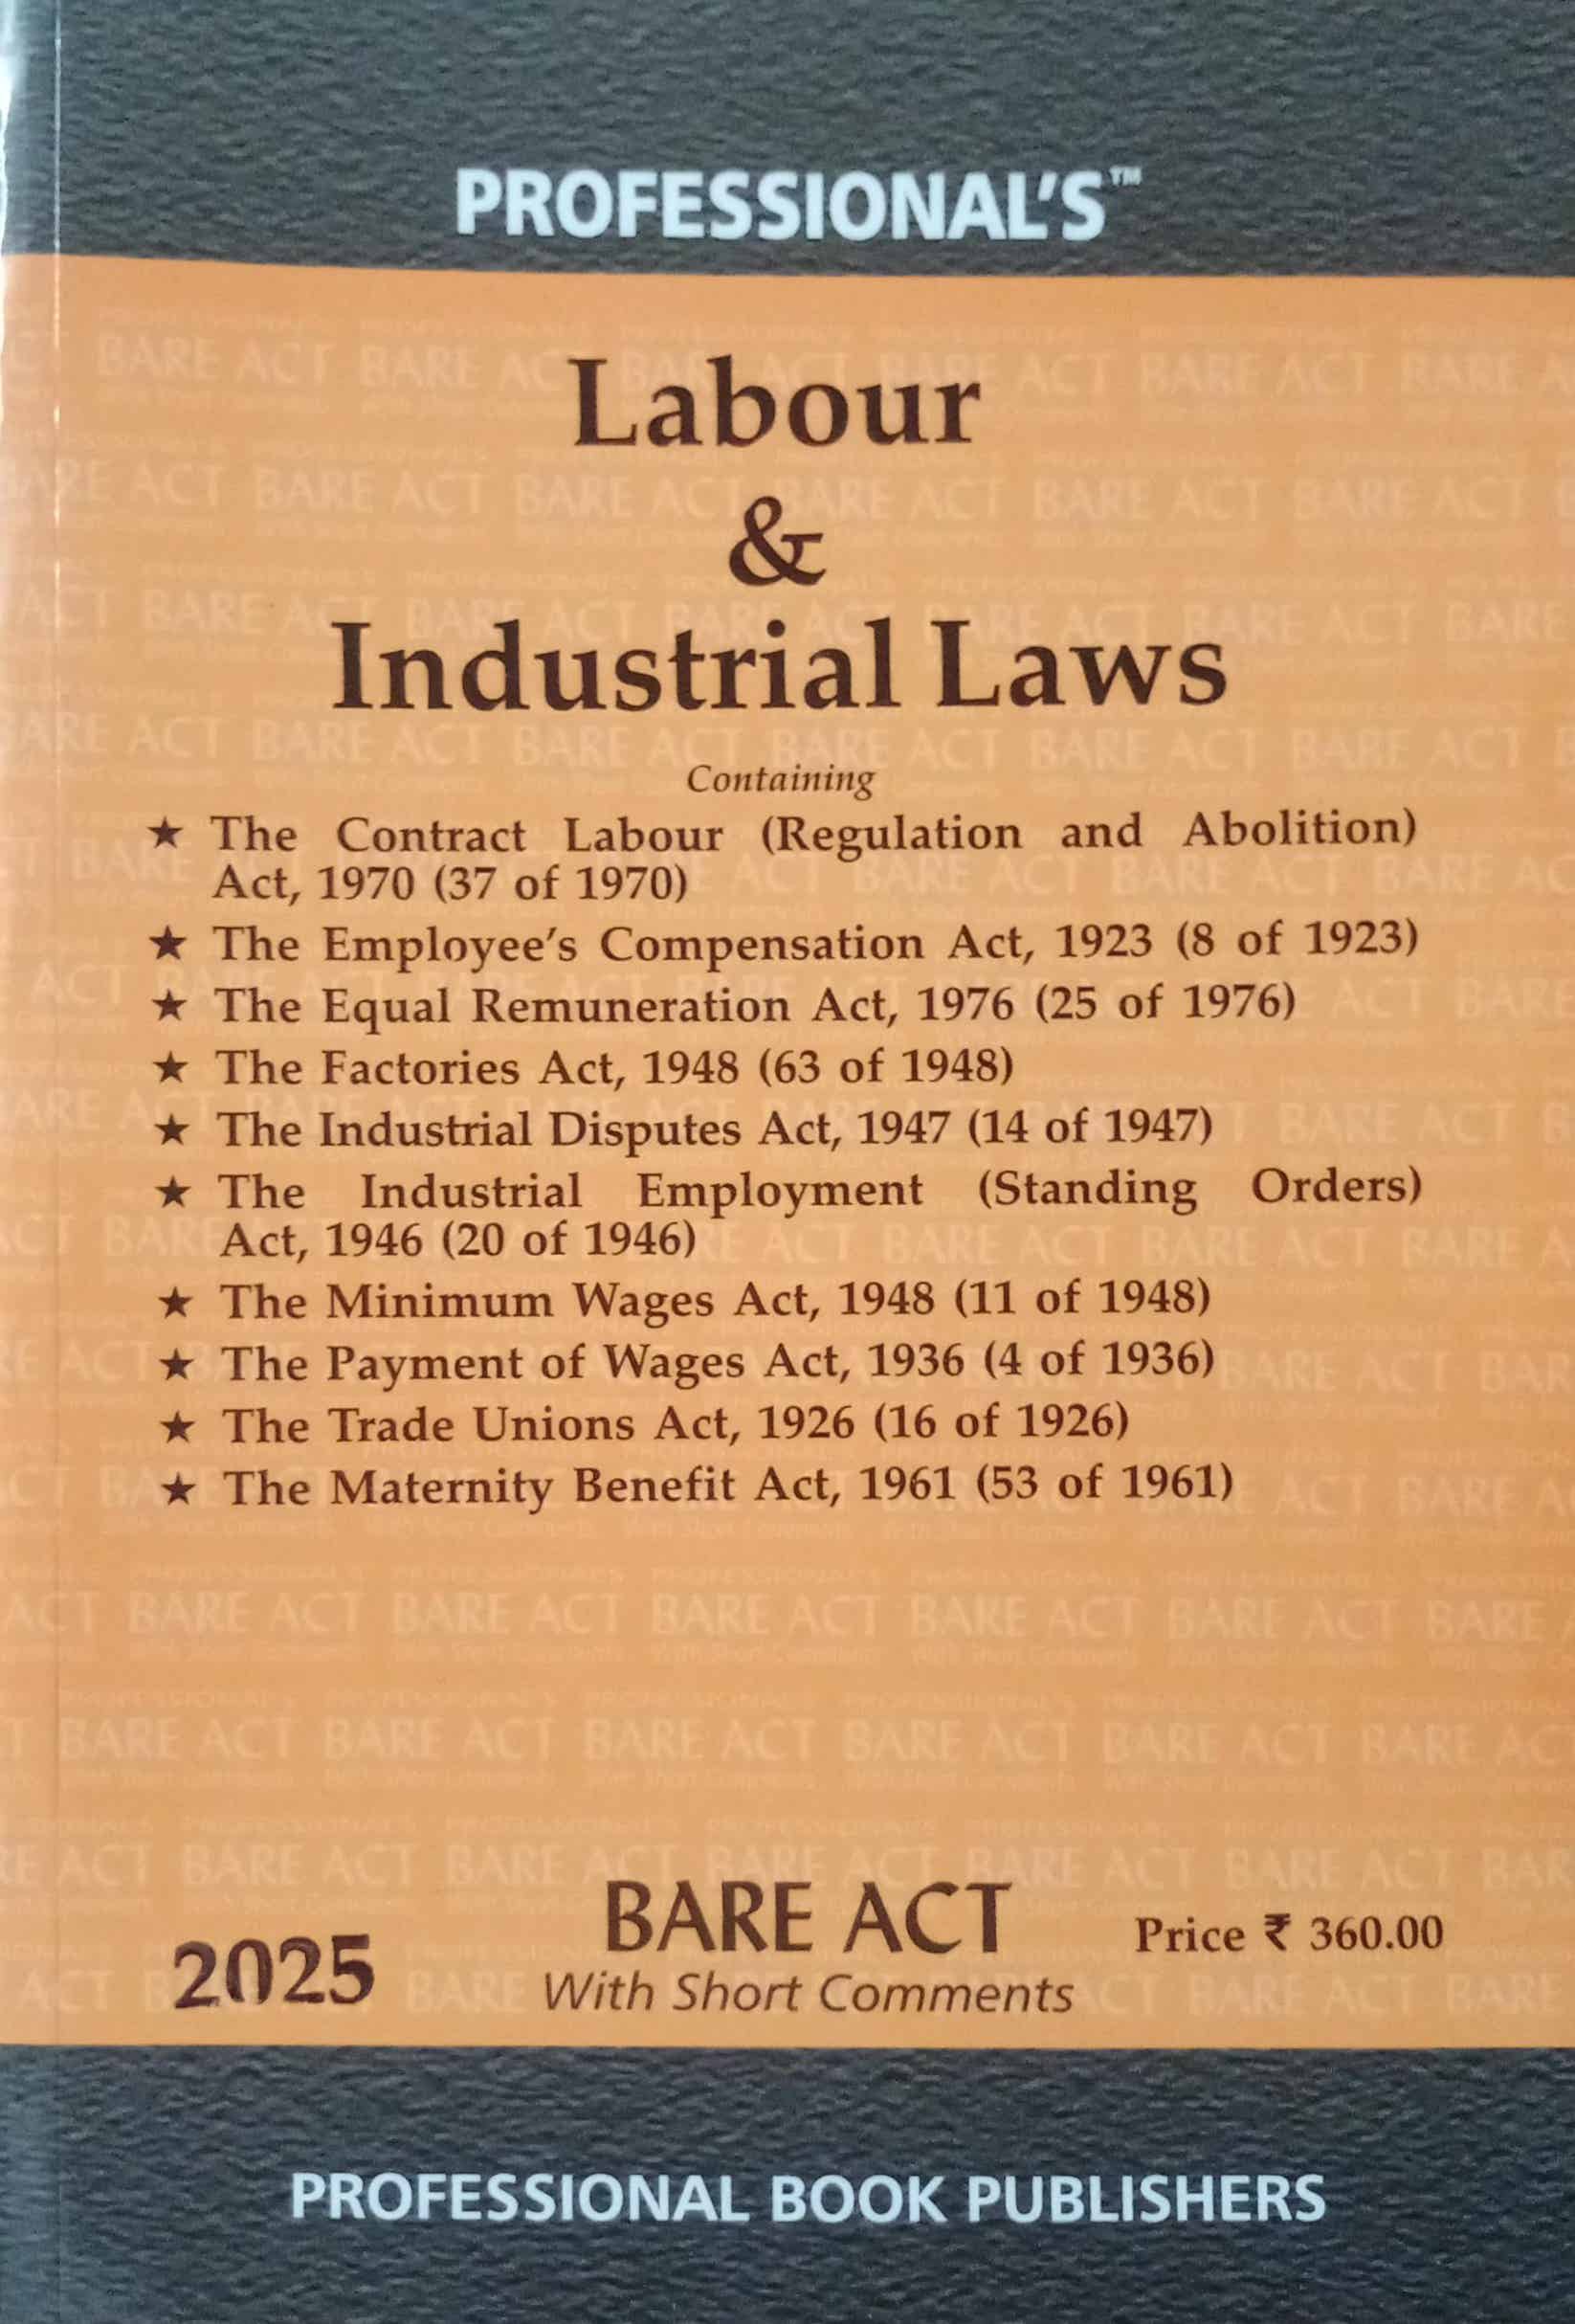 PROFESSIONAL'S™
Labour
&
Industrial Laws
Containing
★ The Contract Labour (Regulation and Abolition)
Act, 1970 (37 of 1970)
★ The Employee's Compensation Act, 1923 (8 of 1923)
★ The Equal Remuneration Act, 1976 (25 of 1976)
★ The Factories Act, 1948 (63 of 1948)
★ The Industrial Disputes Act, 1947 (14 of 1947)
★ The Industrial Employment (Standing Orders)
Act, 1946 (20 of 1946)
★ The Minimum Wages Act, 1948 (11 of 1948)
★ The Payment of Wages Act, 1936 (4 of 1936)
★ The Trade Unions Act, 1926 (16 of 1926)
★ The Maternity Benefit Act, 1961 (53 of 1961)
2025
BARE ACT
With Short Comments
Price ₹ 360.00
PROFESSIONAL BOOK PUBLISHERS